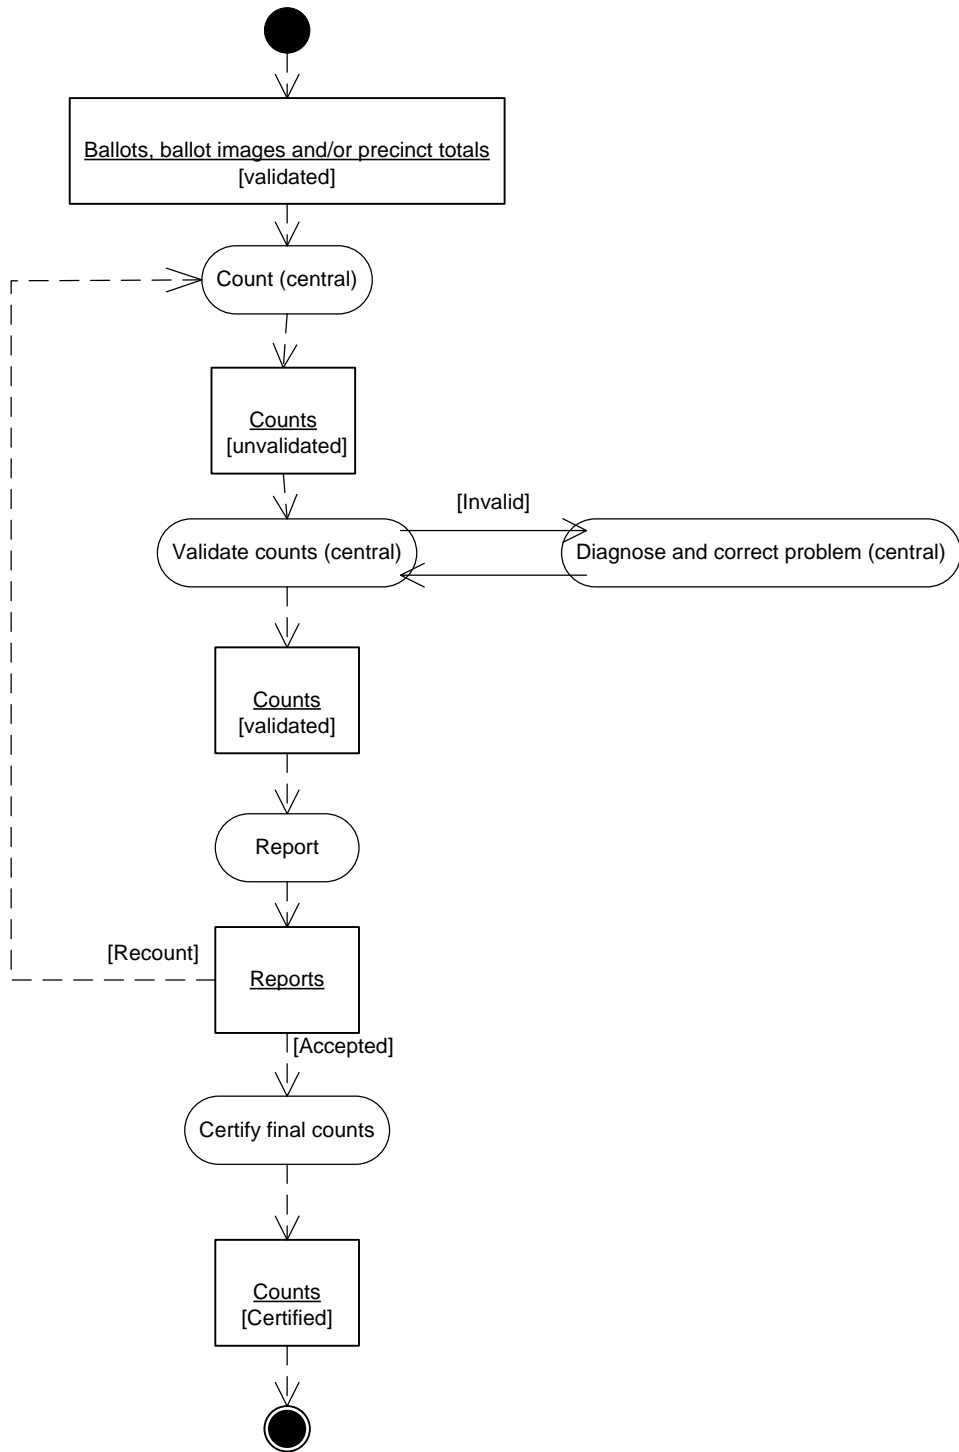 Ballots, ballot images and/or precinct totals
[validated]
Count (central)
Counts
[unvalidated]
[Invalid]
Validate counts (central)
Diagnose and correct problem (central)
Counts
[validated]
Report
[Recount]
Reports
[Accepted]
Certify final counts
Counts
[Certified]